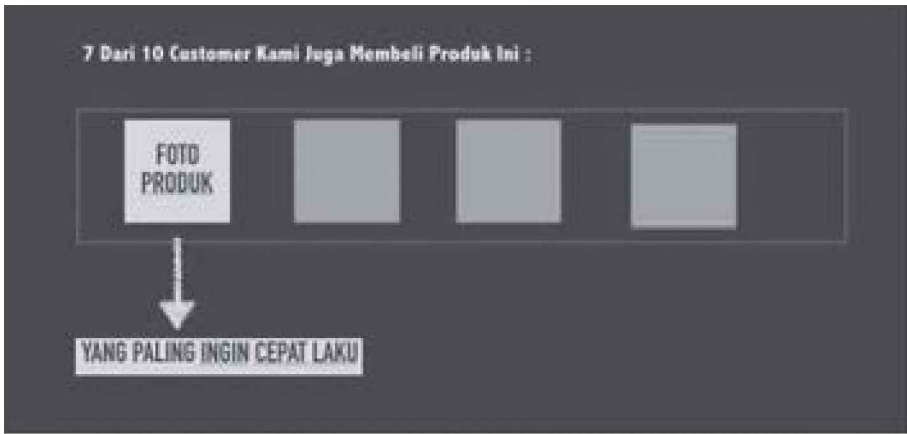 7 Dari 10 Customer Kami Juga Membeli Produk Ini :
FOTO
PRODUK
YANG PALING INGIN CEPAT LAKU